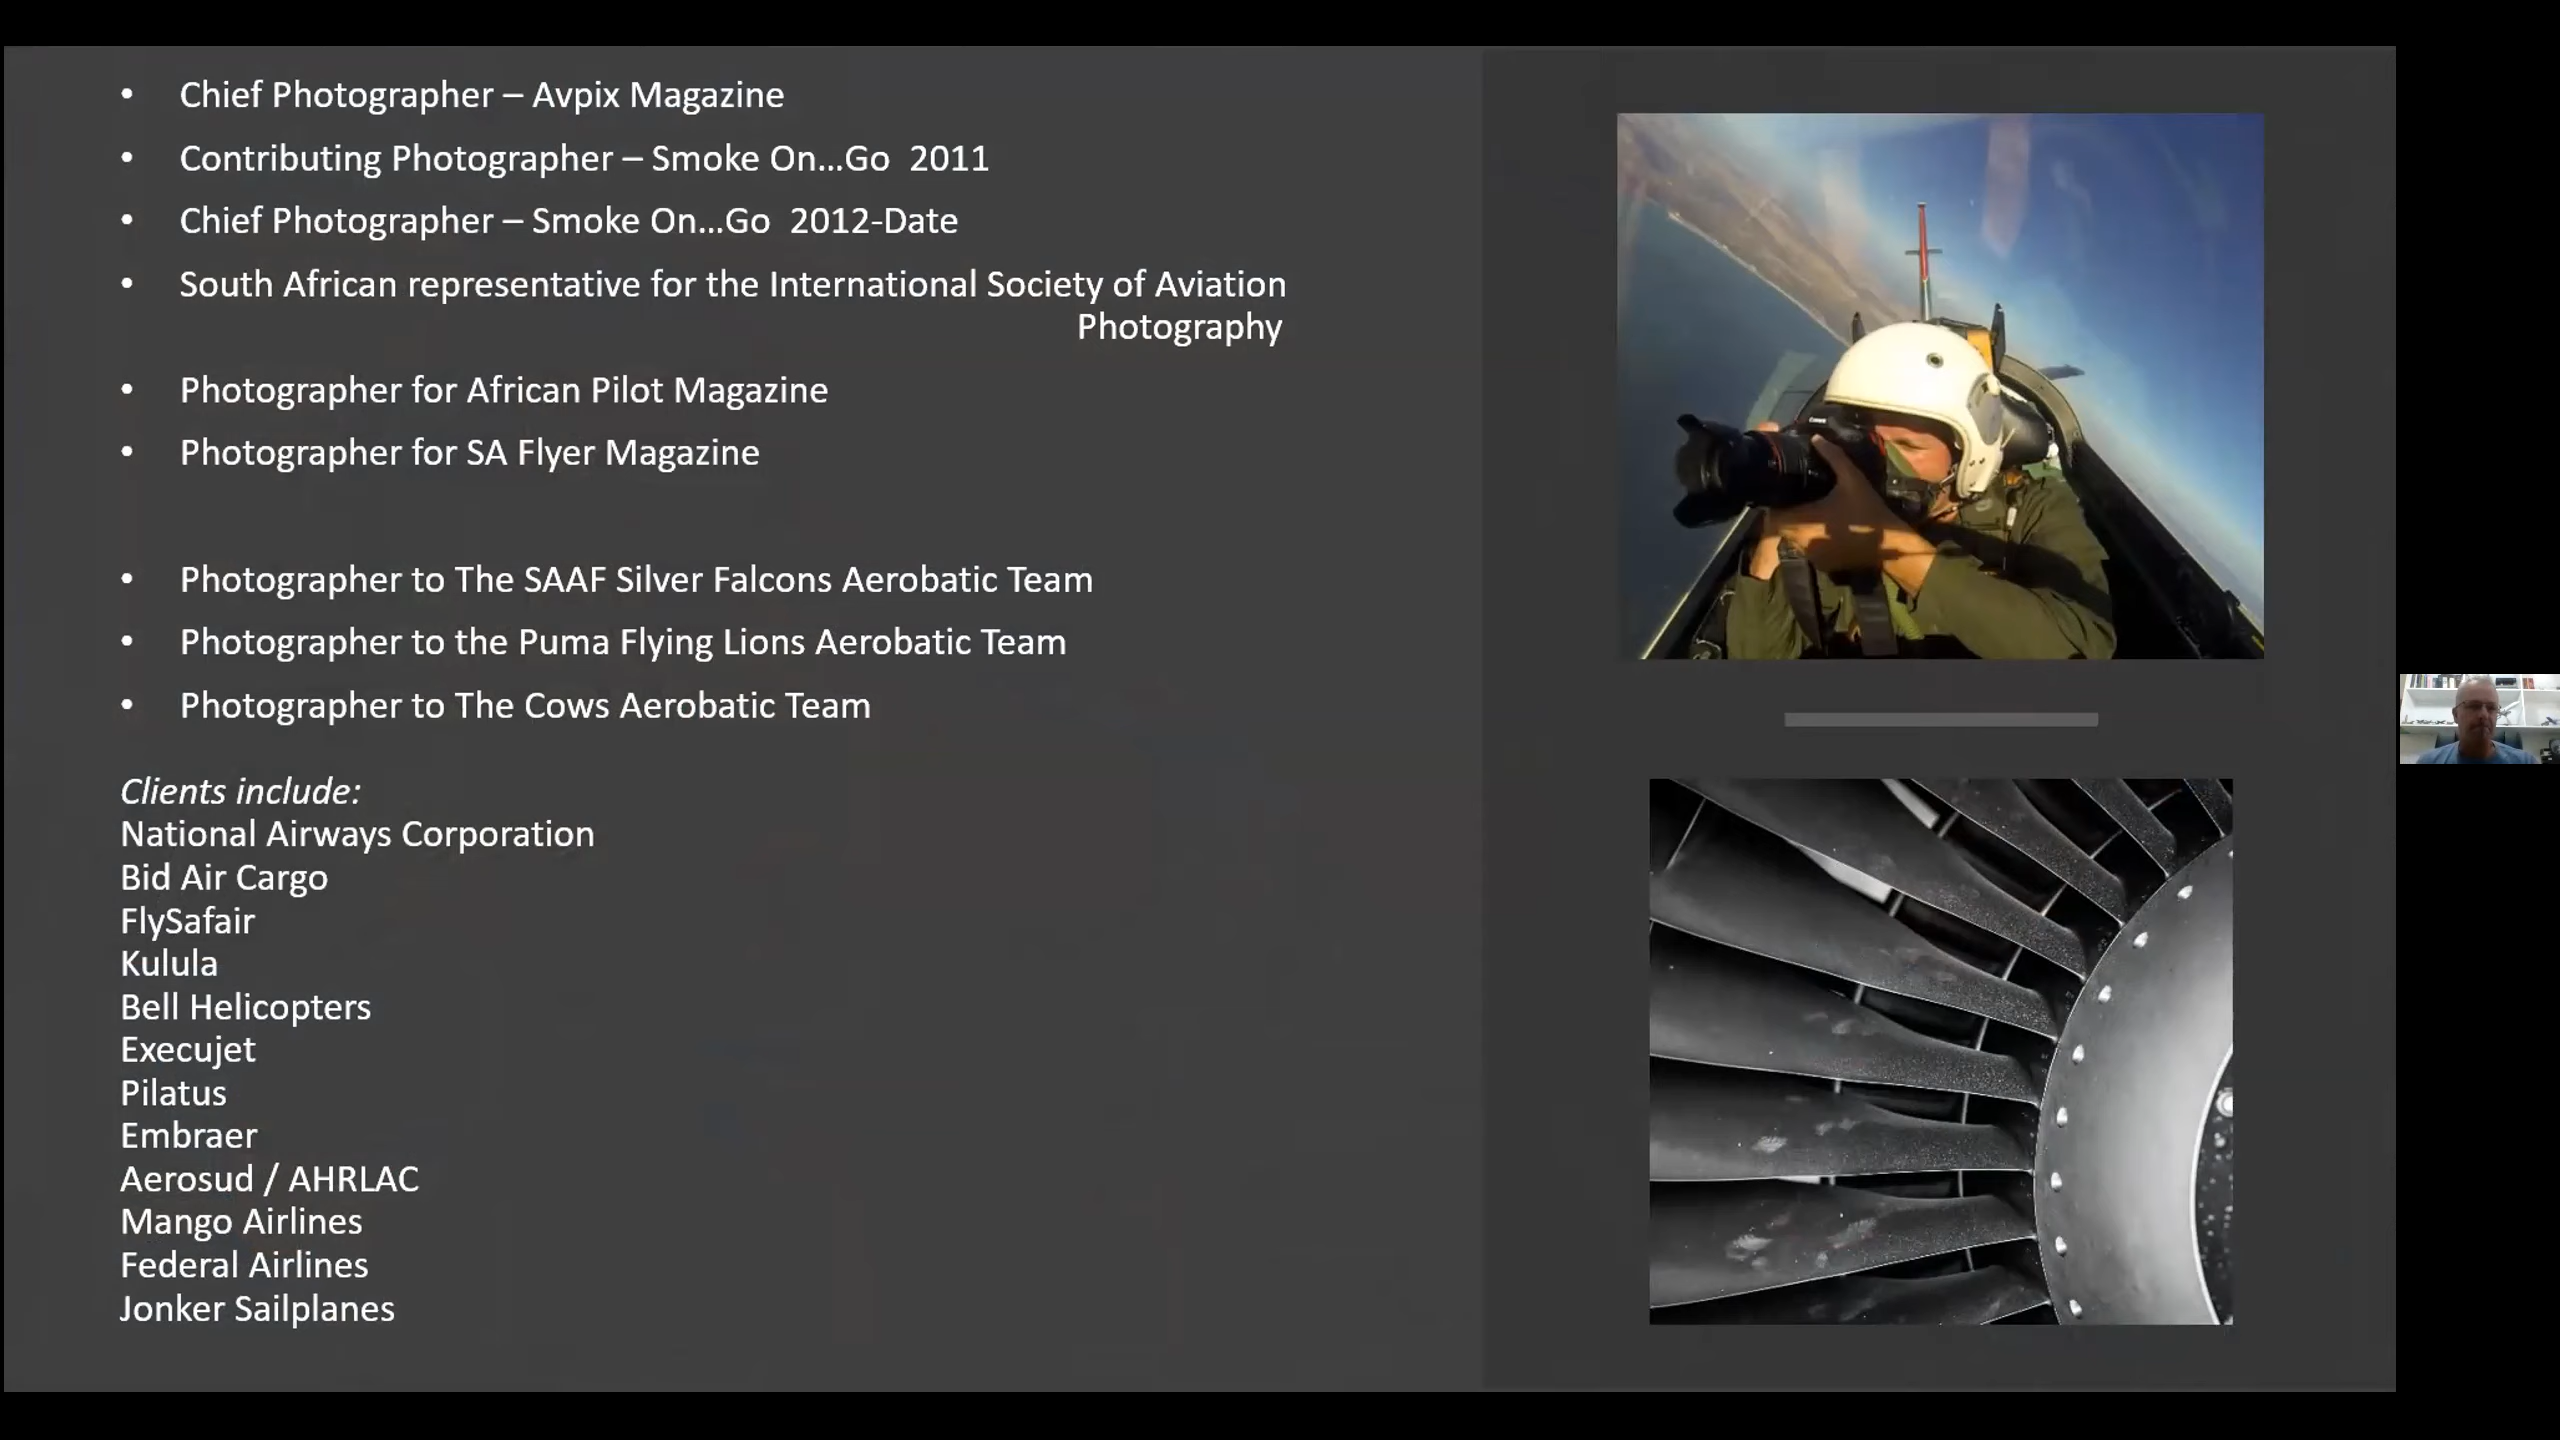 • Chief Photographer – Avpix Magazine
• Contributing Photographer – Smoke On...Go  2011
• Chief Photographer – Smoke On...Go  2012-Date
• South African representative for the International Society of Aviation
Photography
• Photographer for African Pilot Magazine
• Photographer for SA Flyer Magazine
• Photographer to The SAAF Silver Falcons Aerobatic Team
• Photographer to the Puma Flying Lions Aerobatic Team
• Photographer to The Cows Aerobatic Team
Clients include:
National Airways Corporation
Bid Air Cargo
FlySafair
Kulula
Bell Helicopters
Execujet
Pilatus
Embraer
Aerosud / AHRLAC
Mango Airlines
Federal Airlines
Jonker Sailplanes
Canon